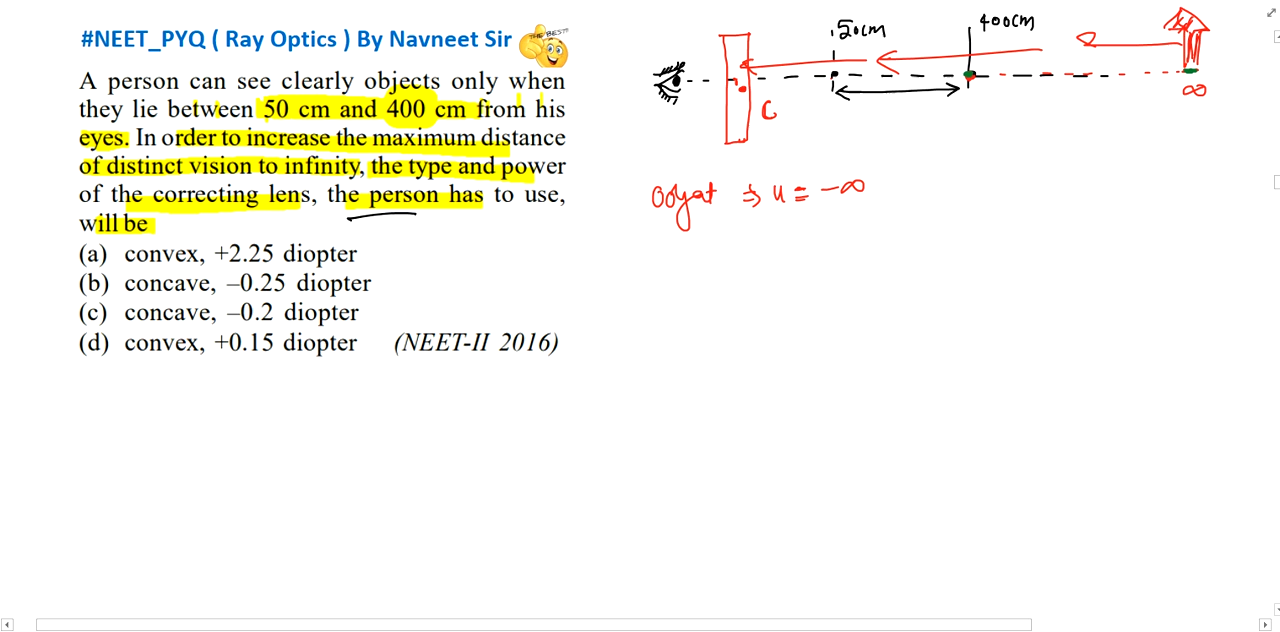 #NEET_PYQ ( Ray Optics ) By Navneet Sir
THE BEST!!
A person can see clearly objects only when
they lie between 50 cm and 400 cm from his
eyes. In order to increase the maximum distance
of distinct vision to infinity, the type and power
of the correcting lens, the person has to use,
will be
(a) convex, +2.25 diopter
(b) concave, –0.25 diopter
(c) concave, –0.2 diopter
(d) convex, +0.15 diopter (NEET-II 2016)
50cm
400cm
∞
C
⇒ u = -∞